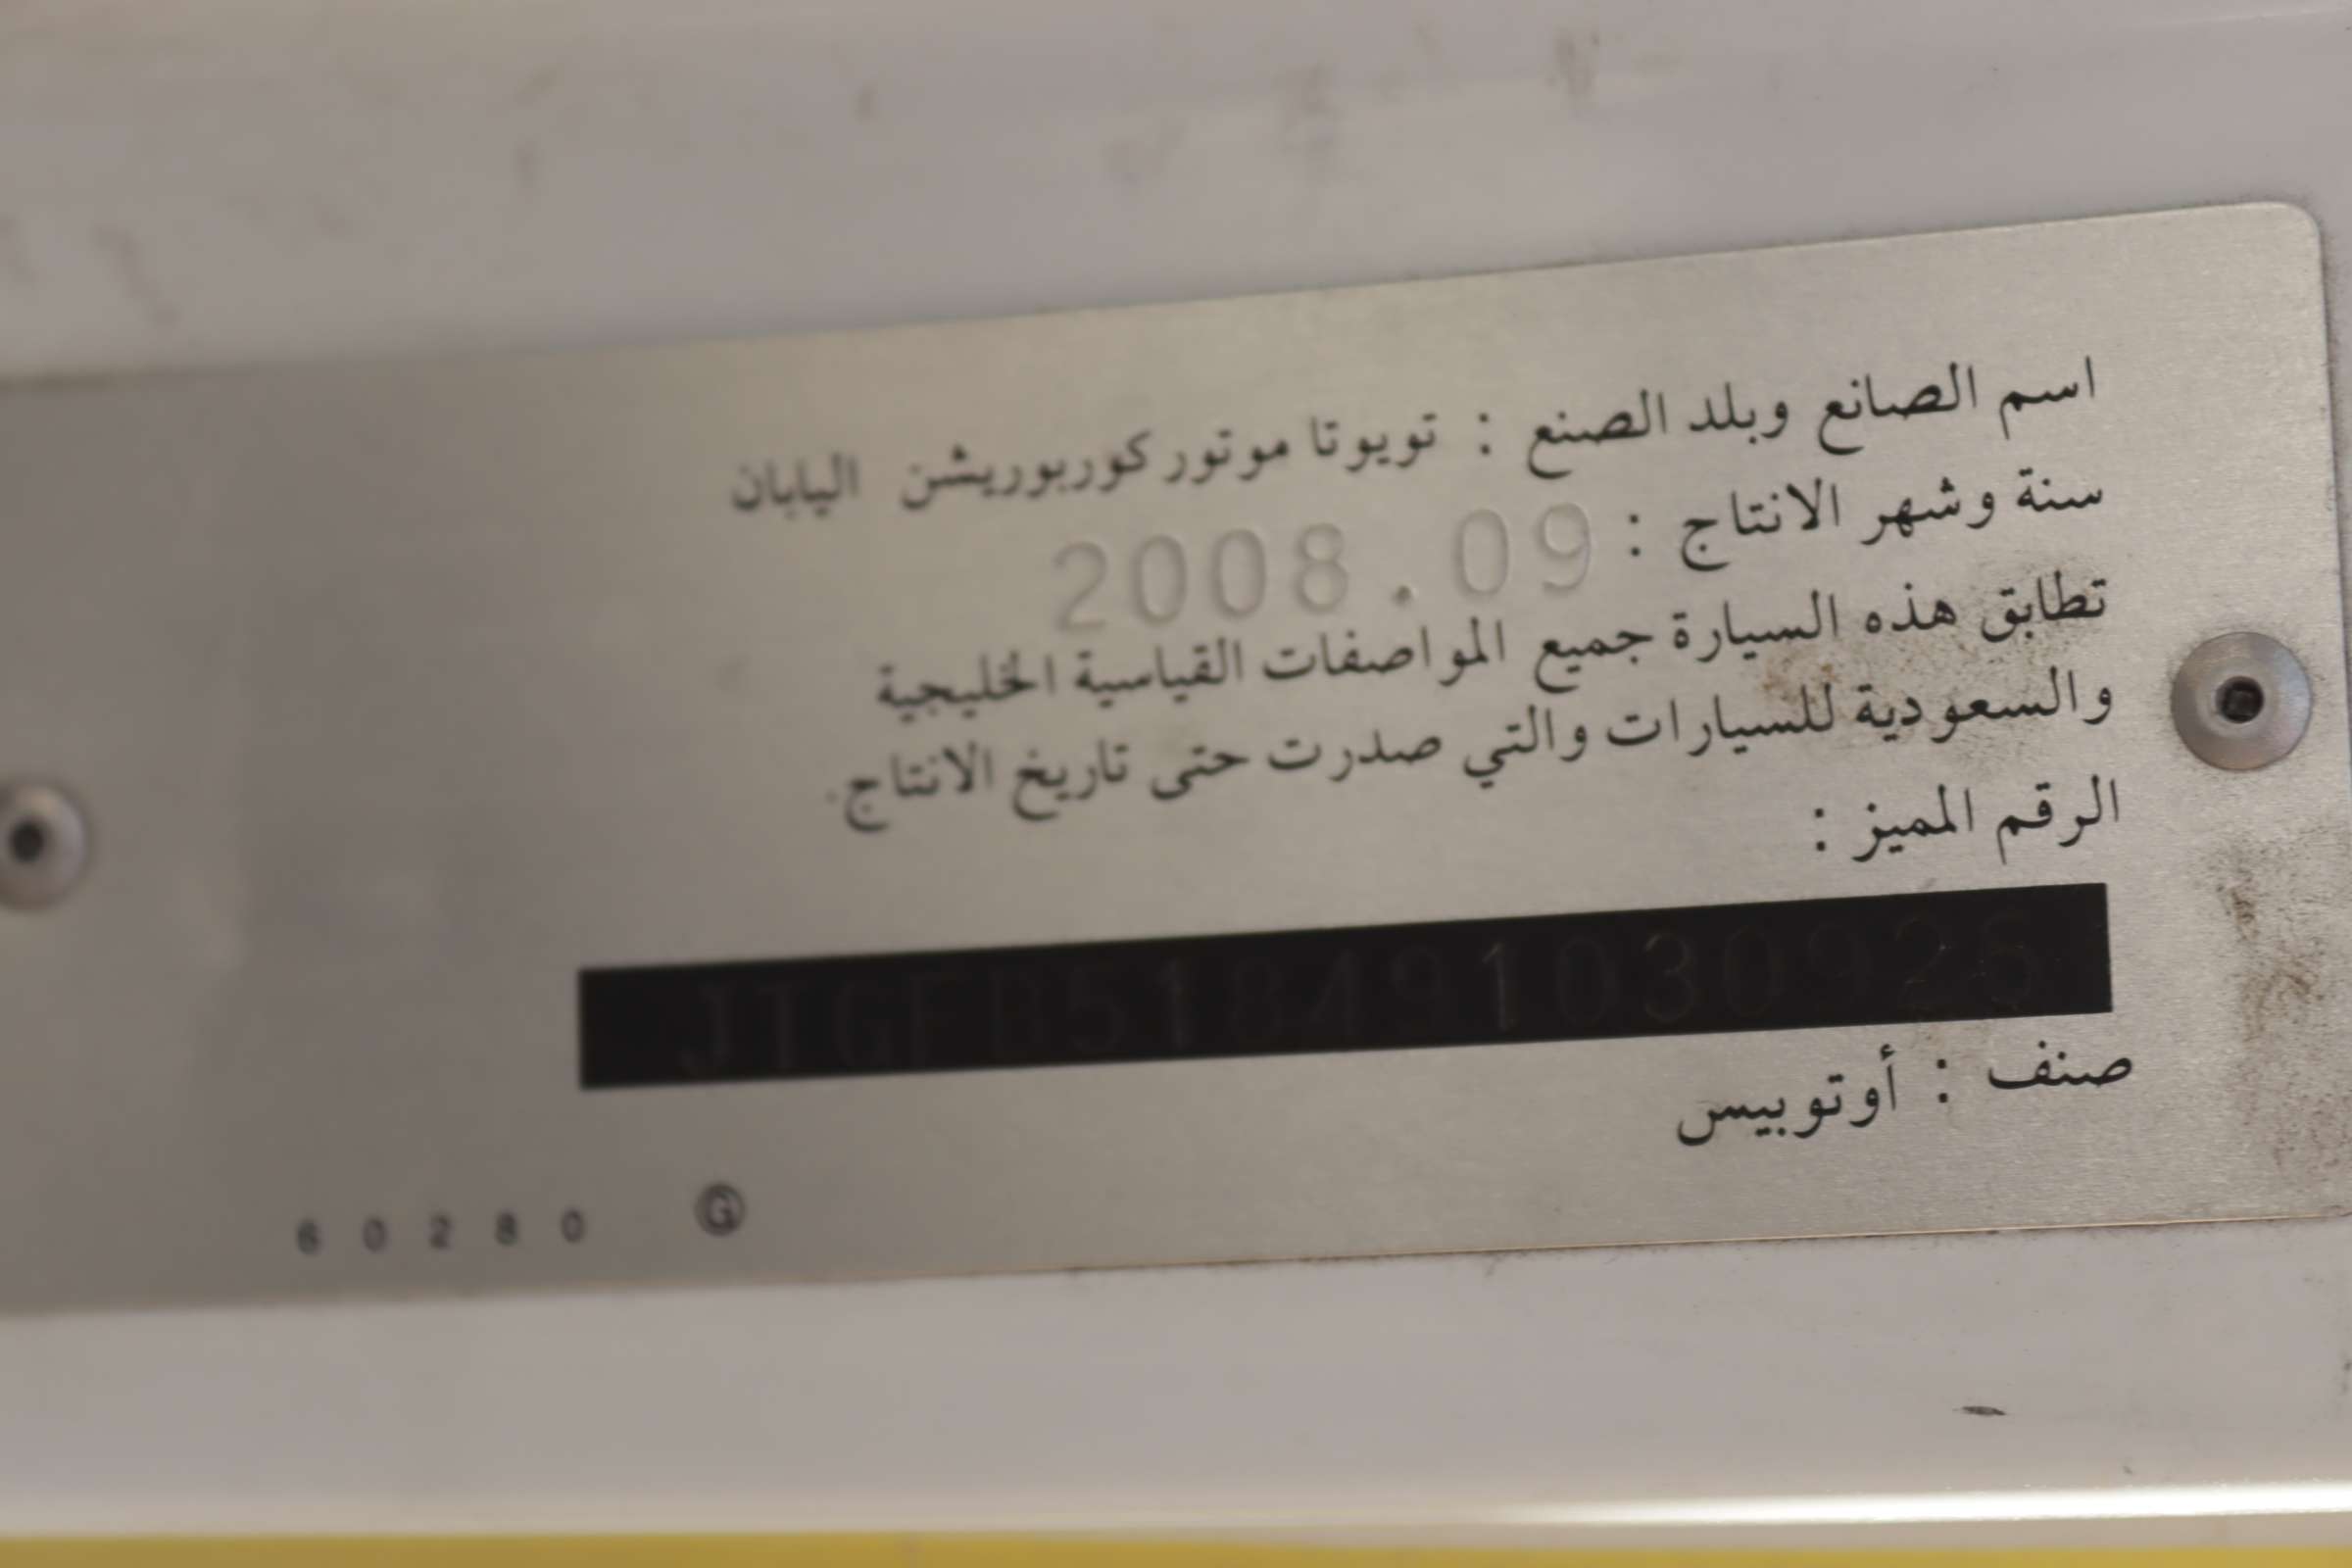 اسم الصانع وبلد الصنع : تويوتا موتور كوربوريشن اليابان
سنة وشهر الانتاج : 2008.09
تطابق هذه السيارة جميع المواصفات القياسية الخليجية
والسعودية للسيارات والتي صدرت حتى تاريخ الانتاج.
الرقم المميز :
JTGFB518491030925
صنف : أوتوبيس
60280 G